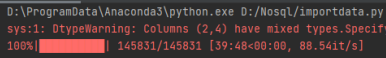 D:\ProgramData\Anaconda3\python.exe D:/Nosql/importdata.py
sys:1: DtypeWarning: Columns (2,4) have mixed types.Specify
100%|██████████| 145831/145831 [39:48<00:00, 88.54it/s]